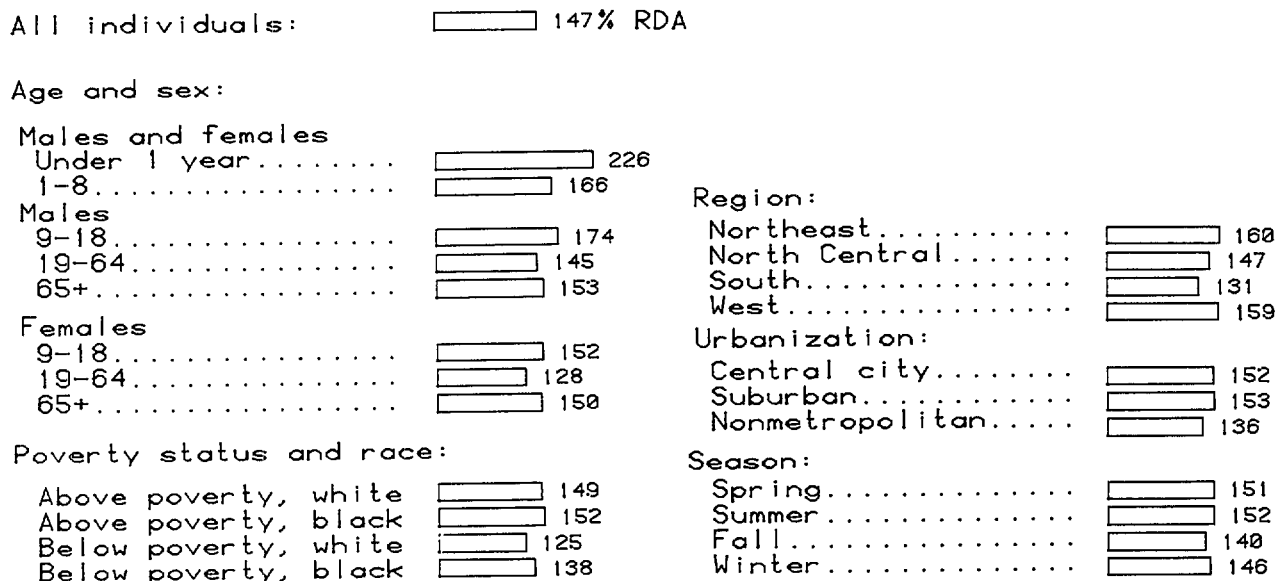 All individuals: 147% RDA
Age and sex:
Males and females
Under 1 year........ 226
1-8................. 166
Males
9-18................ 174
19-64............... 145
65+................. 153
Females
9-18................ 152
19-64............... 128
65+................. 150
Poverty status and race:
Above poverty, white 149
Above poverty, black 152
Below poverty, white 125
Below poverty, black 138
Region:
Northeast........... 160
North Central....... 147
South............... 131
West................ 159
Urbanization:
Central city........ 152
Suburban............ 153
Nonmetropolitan..... 136
Season:
Spring.............. 151
Summer.............. 152
Fall................ 140
Winter.............. 146